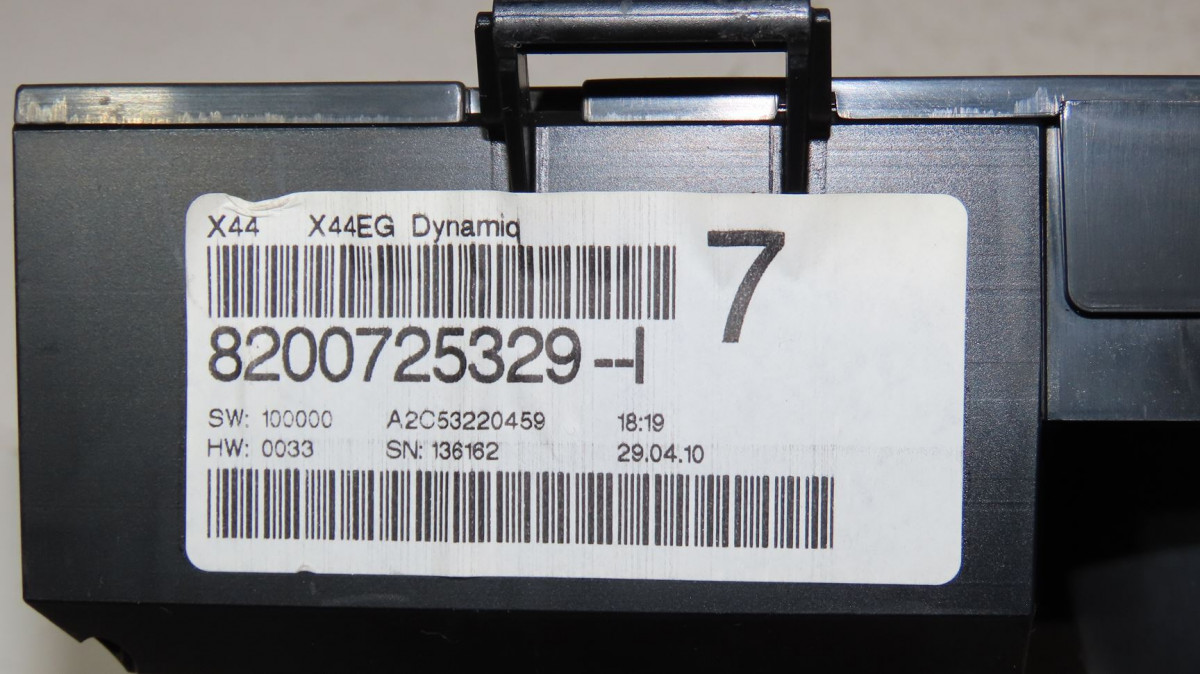 X44 X44EG Dynamiq
7
8200725329--I
SW: 100000 A2C53220459 18:19
HW: 0033 SN: 136162 29.04.10